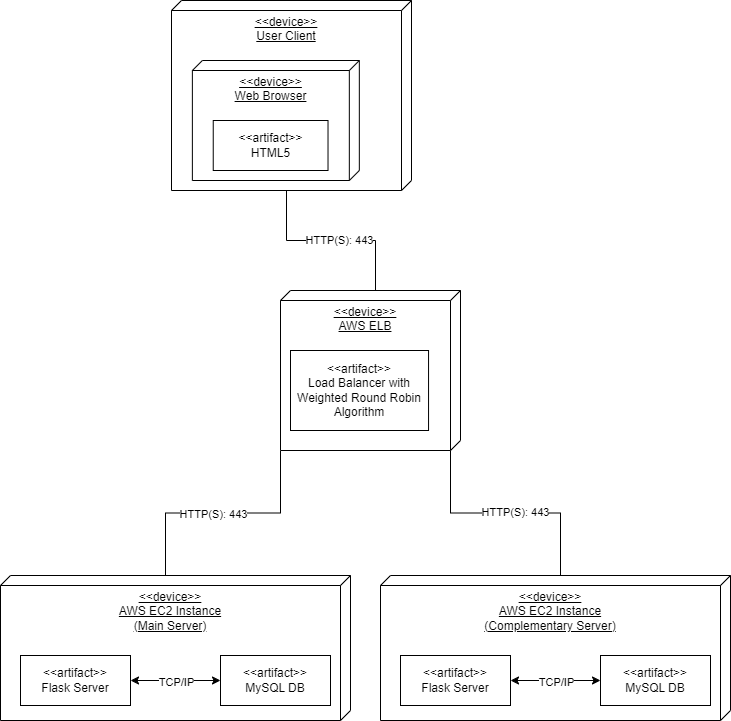 <<device>>
User Client
<<device>>
Web Browser
<<artifact>>
HTML5
HTTP(S): 443
<<device>>
AWS ELB
<<artifact>>
Load Balancer with
Weighted Round Robin
Algorithm
HTTP(S): 443
HTTP(S): 443
<<device>>
AWS EC2 Instance
(Main Server)
<<artifact>>
Flask Server
TCP/IP
<<artifact>>
MySQL DB
<<device>>
AWS EC2 Instance
(Complementary Server)
<<artifact>>
Flask Server
TCP/IP
<<artifact>>
MySQL DB